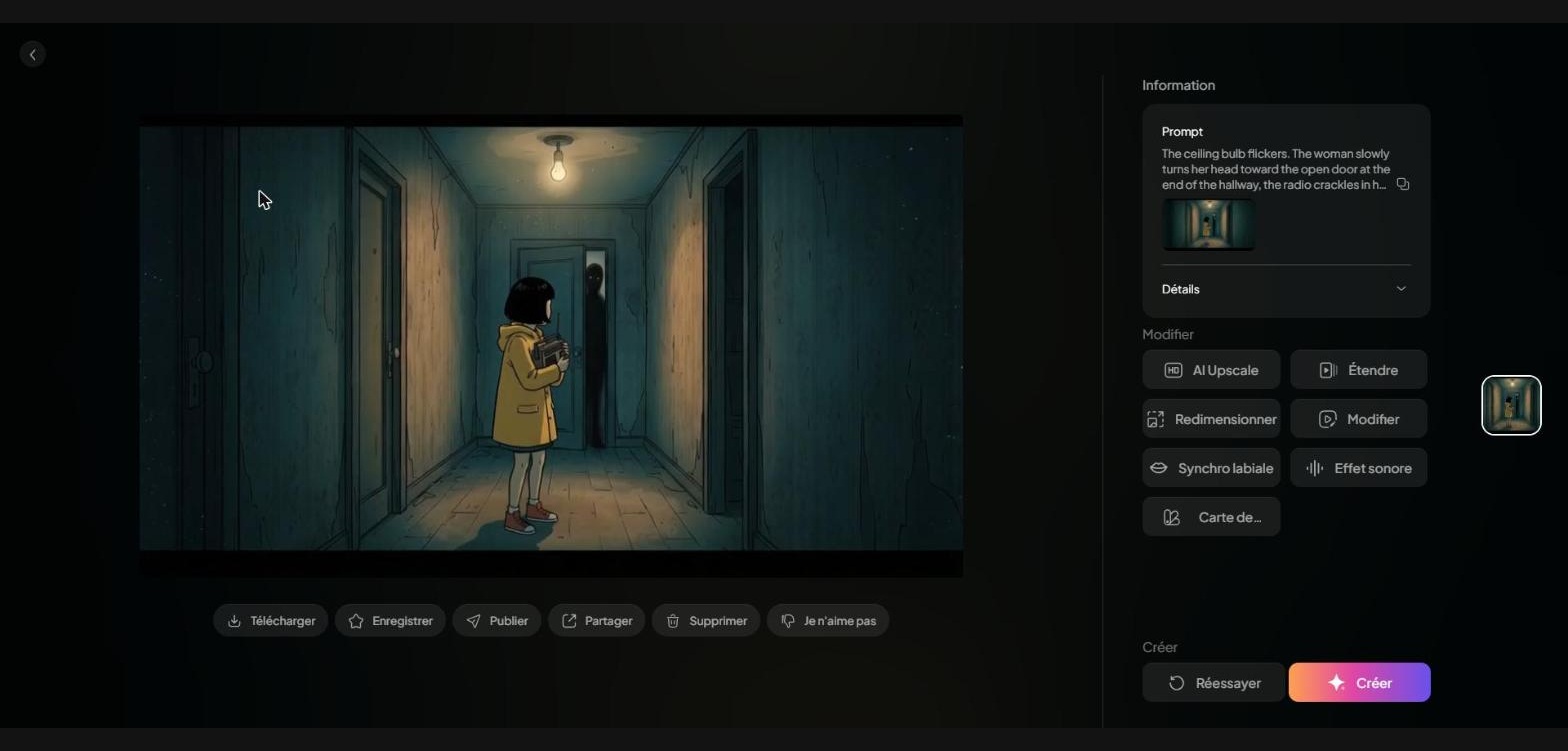 Information
Prompt
The ceiling bulb flickers. The woman slowly
turns her head toward the open door at the
end of the hallway, the radio crackles in h...
Détails
Modifier
HD AI Upscale
Étendre
Redimensionner
Modifier
Synchro labiale
Effet sonore
Carte de...
Télécharger
Enregistrer
Publier
Partager
Supprimer
Je n'aime pas
Créer
Réessayer
Créer